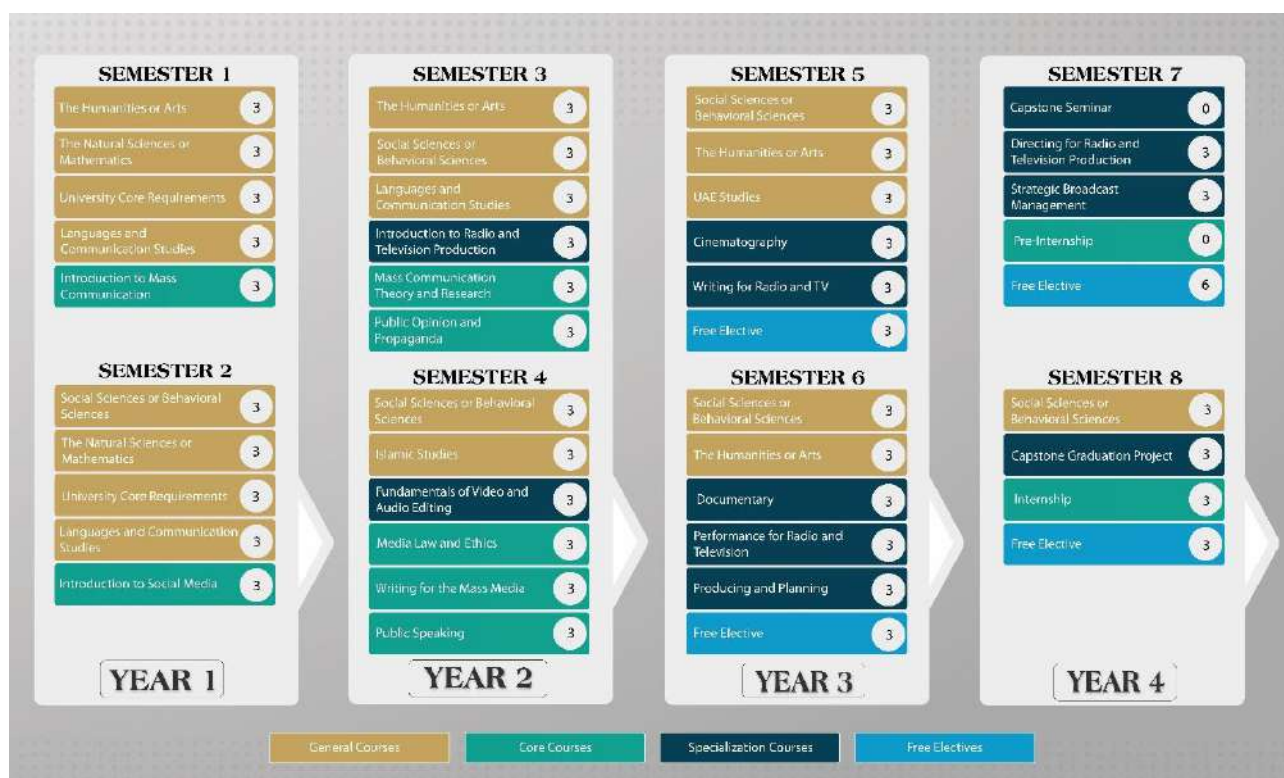 SEMESTER 1
The Humanities or Arts
3
The Natural Sciences or
Mathematics
3
University Core Requirements
3
Languages and
Communication Studies
3
Introduction to Mass
Communication
3
SEMESTER 2
Social Sciences or Behavioral
Sciences
3
The Natural Sciences or
Mathematics
3
University Core Requirements
3
Languages and Communication
Studies
3
Introduction to Social Media
3
YEAR 1
SEMESTER 3
The Humanities or Arts
3
Social Sciences or
Behavioral Sciences
3
Languages and
Communication Studies
3
Introduction to Radio and
Television Production
3
Mass Communication
Theory and Research
3
Public Opinion and
Propaganda
3
SEMESTER 4
Social Sciences or Behavioral
Sciences
3
Islamic Studies
3
Fundamentals of Video and
Audio Editing
3
Media Law and Ethics
3
Writing for the Mass Media
3
Public Speaking
3
YEAR 2
SEMESTER 5
Social Sciences or
Behavioral Sciences
3
The Humanities or Arts
3
UAE Studies
3
Cinematography
3
Writing for Radio and TV
3
Free Elective
3
SEMESTER 6
Social Sciences or
Behavioral Sciences
3
The Humanities or Arts
3
Documentary
3
Performance for Radio and
Television
3
Producing and Planning
3
Free Elective
3
YEAR 3
SEMESTER 7
Capstone Seminar
0
Directing for Radio and
Television Production
3
Strategic Broadcast
Management
3
Pre-Internship
0
Free Elective
6
SEMESTER 8
Social Sciences or
Behavioral Sciences
3
Capstone Graduation Project
3
Internship
3
Free Elective
3
YEAR 4
General Courses
Core Courses
Specialization Courses
Free Electives